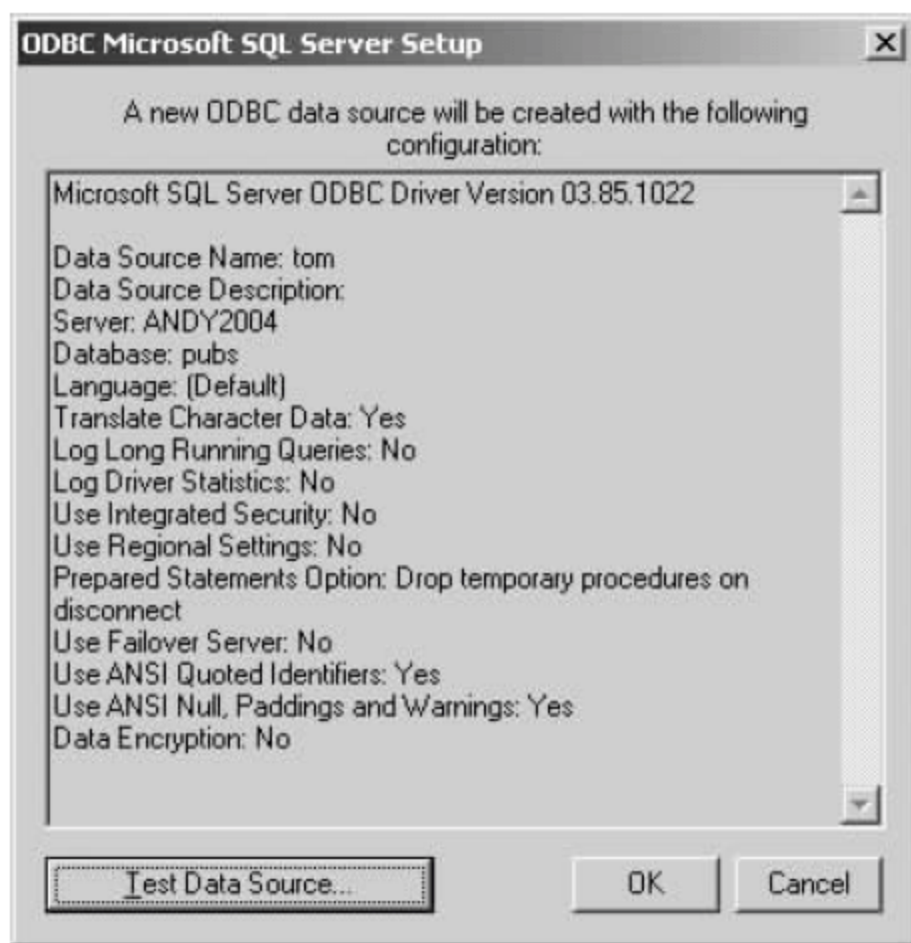 ODBC Microsoft SQL Server Setup
A new ODBC data source will be created with the following
configuration:
Microsoft SQL Server ODBC Driver Version 03.85.1022
Data Source Name: tom
Data Source Description:
Server: ANDY2004
Database: pubs
Language: (Default)
Translate Character Data: Yes
Log Long Running Queries: No
Log Driver Statistics: No
Use Integrated Security: No
Use Regional Settings: No
Prepared Statements Option: Drop temporary procedures on
disconnect
Use Failover Server: No
Use ANSI Quoted Identifiers: Yes
Use ANSI Null, Paddings and Warnings: Yes
Data Encryption: No
Test Data Source...
OK
Cancel